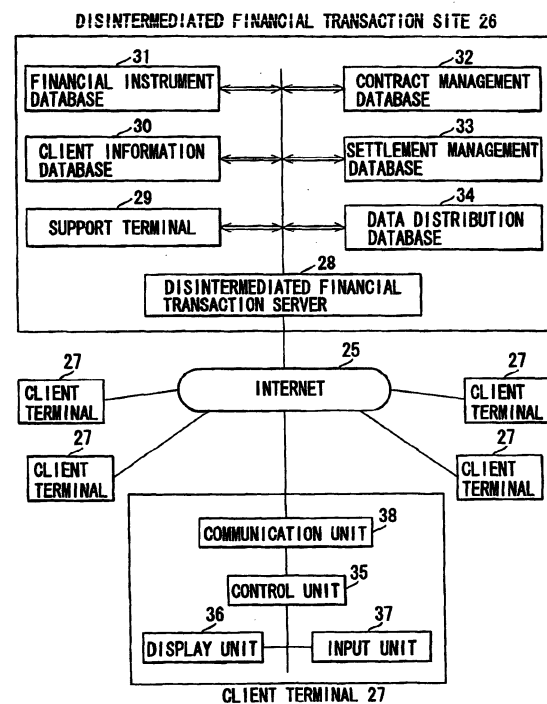 DISINTERMEDIATED FINANCIAL TRANSACTION SITE 26
31
FINANCIAL INSTRUMENT
DATABASE
32
CONTRACT MANAGEMENT
DATABASE
30
CLIENT INFORMATION
DATABASE
33
SETTLEMENT MANAGEMENT
DATABASE
29
SUPPORT TERMINAL
34
DATA DISTRIBUTION
DATABASE
28
DISINTERMEDIATED FINANCIAL
TRANSACTION SERVER
25
INTERNET
27
CLIENT
TERMINAL
27
CLIENT
TERMINAL
27
CLIENT
TERMINAL
27
CLIENT
TERMINAL
38
COMMUNICATION UNIT
35
CONTROL UNIT
36
DISPLAY UNIT
37
INPUT UNIT
CLIENT TERMINAL 27